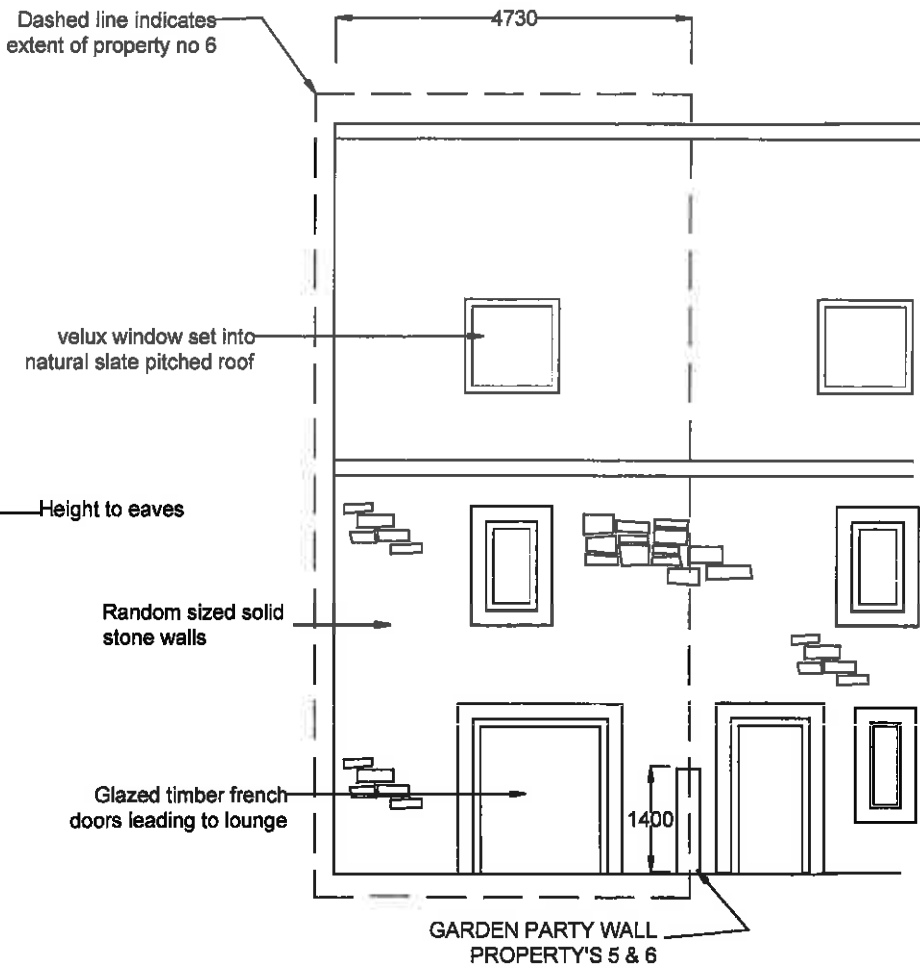 Dashed line indicates
extent of property no 6
4730
velux window set into
natural slate pitched roof
Height to eaves
Random sized solid
stone walls
Glazed timber french
doors leading to lounge
1400
GARDEN PARTY WALL
PROPERTY'S 5 & 6